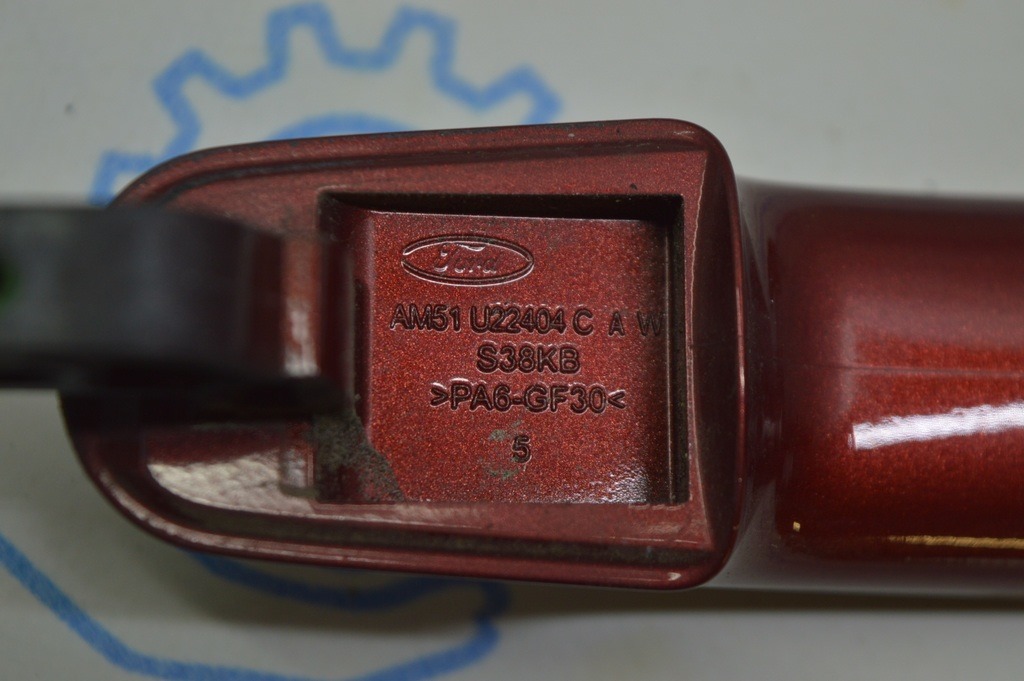 Ford
AM51 U22404 C A W
S38KB
>PA6-GF30<
5